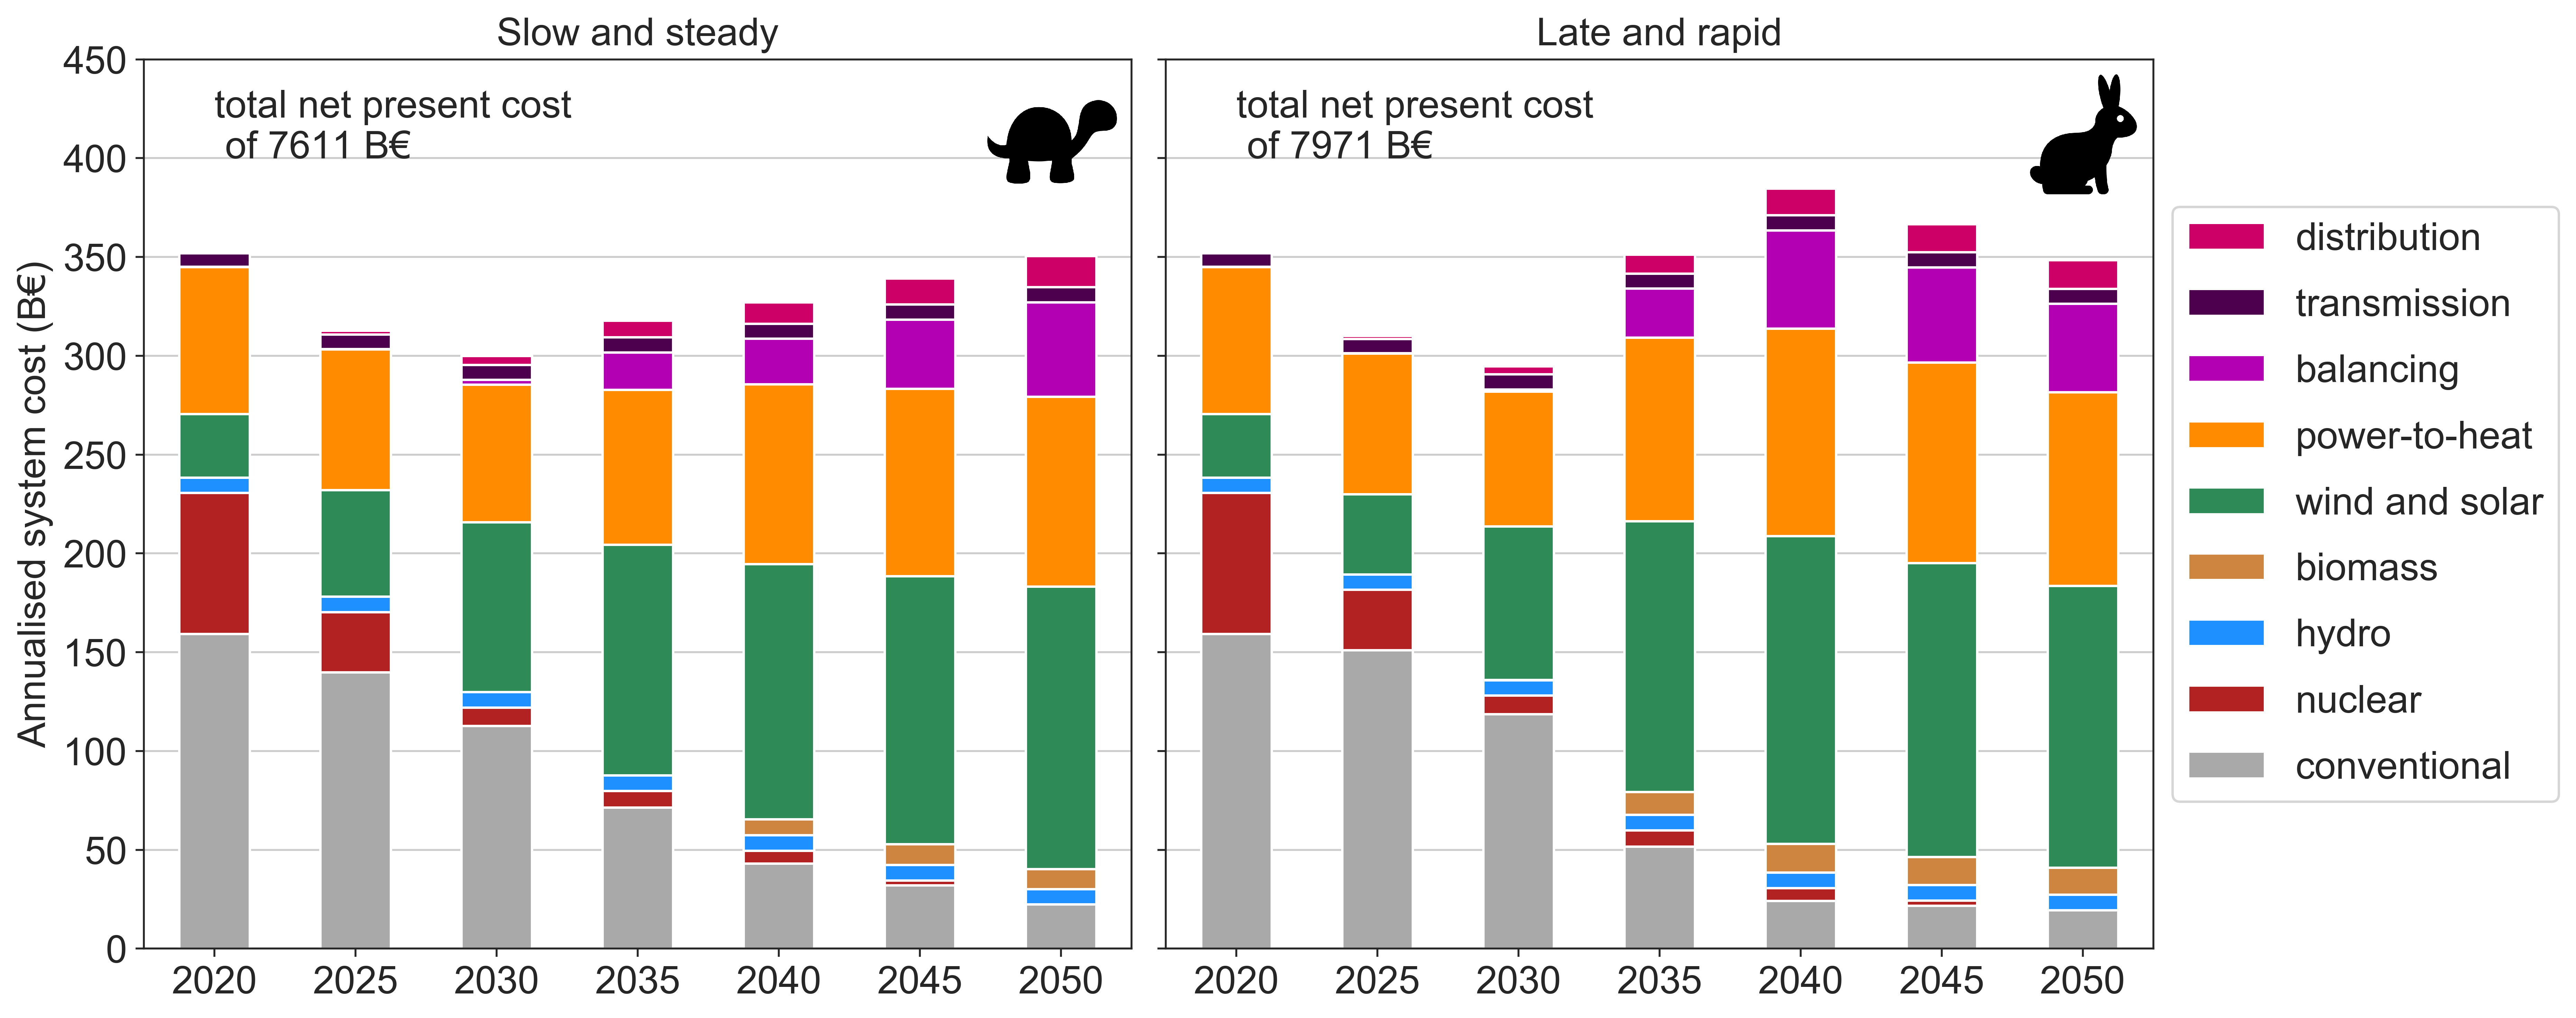 Slow and steady
Late and rapid
Annualised system cost (B€)
450
400
350
300
250
200
150
100
50
0
total net present cost
of 7611 B€
total net present cost
of 7971 B€
2020 2025 2030 2035 2040 2045 2050
2020 2025 2030 2035 2040 2045 2050
distribution
transmission
balancing
power-to-heat
wind and solar
biomass
hydro
nuclear
conventional